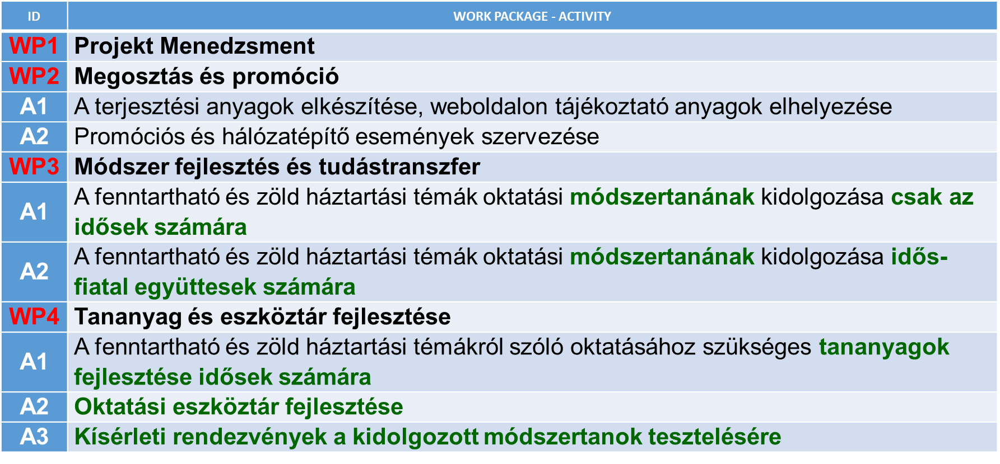 ID WORK PACKAGE - ACTIVITY
WP1 Projekt Menedzsment
WP2 Megosztás és promóció
A1 A terjesztési anyagok elkészítése, weboldalon tájékoztató anyagok elhelyezése
A2 Promóciós és hálózatépítő események szervezése
WP3 Módszer fejlesztés és tudástranszfer
A1 A fenntartható és zöld háztartási témák oktatási módszertanának kidolgozása csak az
idősek számára
A2 A fenntartható és zöld háztartási témák oktatási módszertanának kidolgozása idős-
fiatal együttesek számára
WP4 Tananyag és eszköztár fejlesztése
A1 A fenntartható és zöld háztartási témákról szóló oktatásához szükséges tananyagok
fejlesztése idősek számára
A2 Oktatási eszköztár fejlesztése
A3 Kísérleti rendezvények a kidolgozott módszertanok tesztelésére